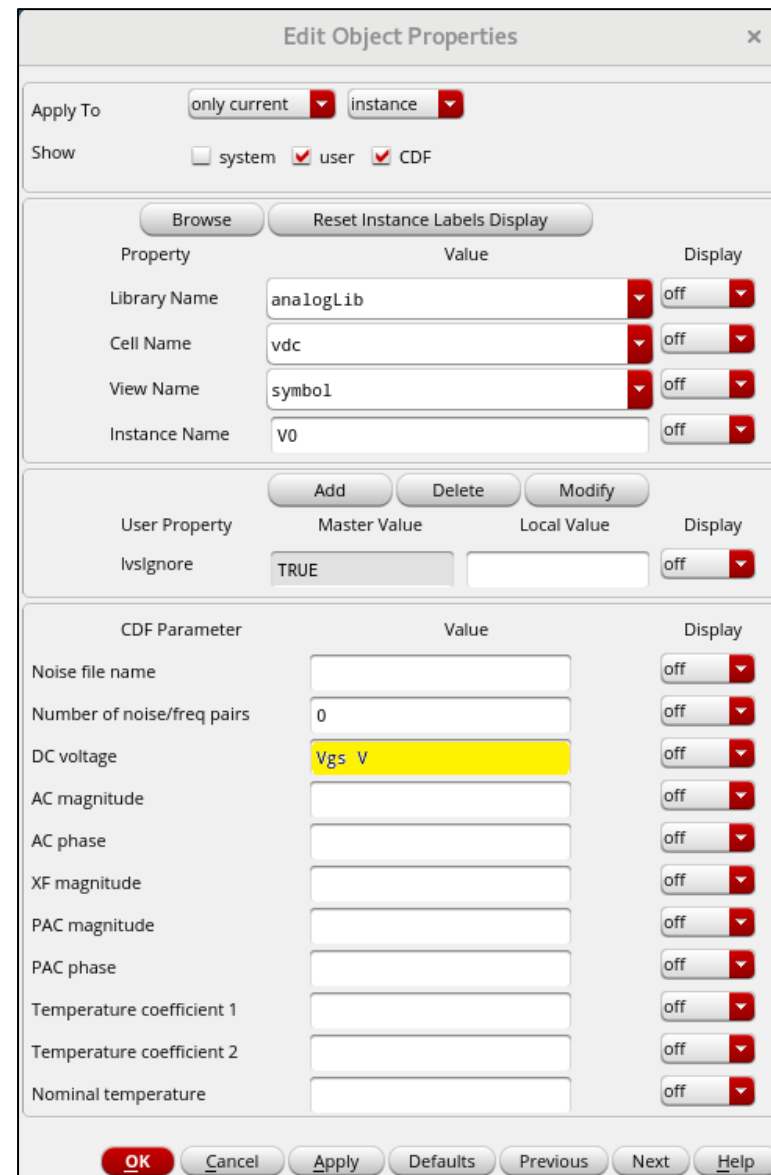 Edit Object Properties ×
Apply To only current instance
Show system user CDF
Browse Reset Instance Labels Display
Property Value Display
Library Name analogLib off
Cell Name vdc off
View Name symbol off
Instance Name V0 off
Add Delete Modify
User Property Master Value Local Value Display
lvsIgnore TRUE off
CDF Parameter Value Display
Noise file name off
Number of noise/freq pairs 0 off
DC voltage Vgs V off
AC magnitude off
AC phase off
XF magnitude off
PAC magnitude off
PAC phase off
Temperature coefficient 1 off
Temperature coefficient 2 off
Nominal temperature off
OK Cancel Apply Defaults Previous Next Help